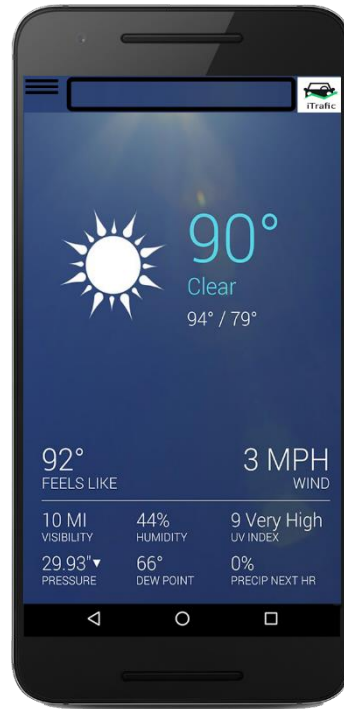 iTrafic
90°
Clear
94° / 79°
92°
FEELS LIKE
3 MPH
WIND
10 MI
VISIBILITY
44%
HUMIDITY
9 Very High
UV INDEX
29.93"▼
PRESSURE
66°
DEW POINT
0%
PRECIP NEXT HR